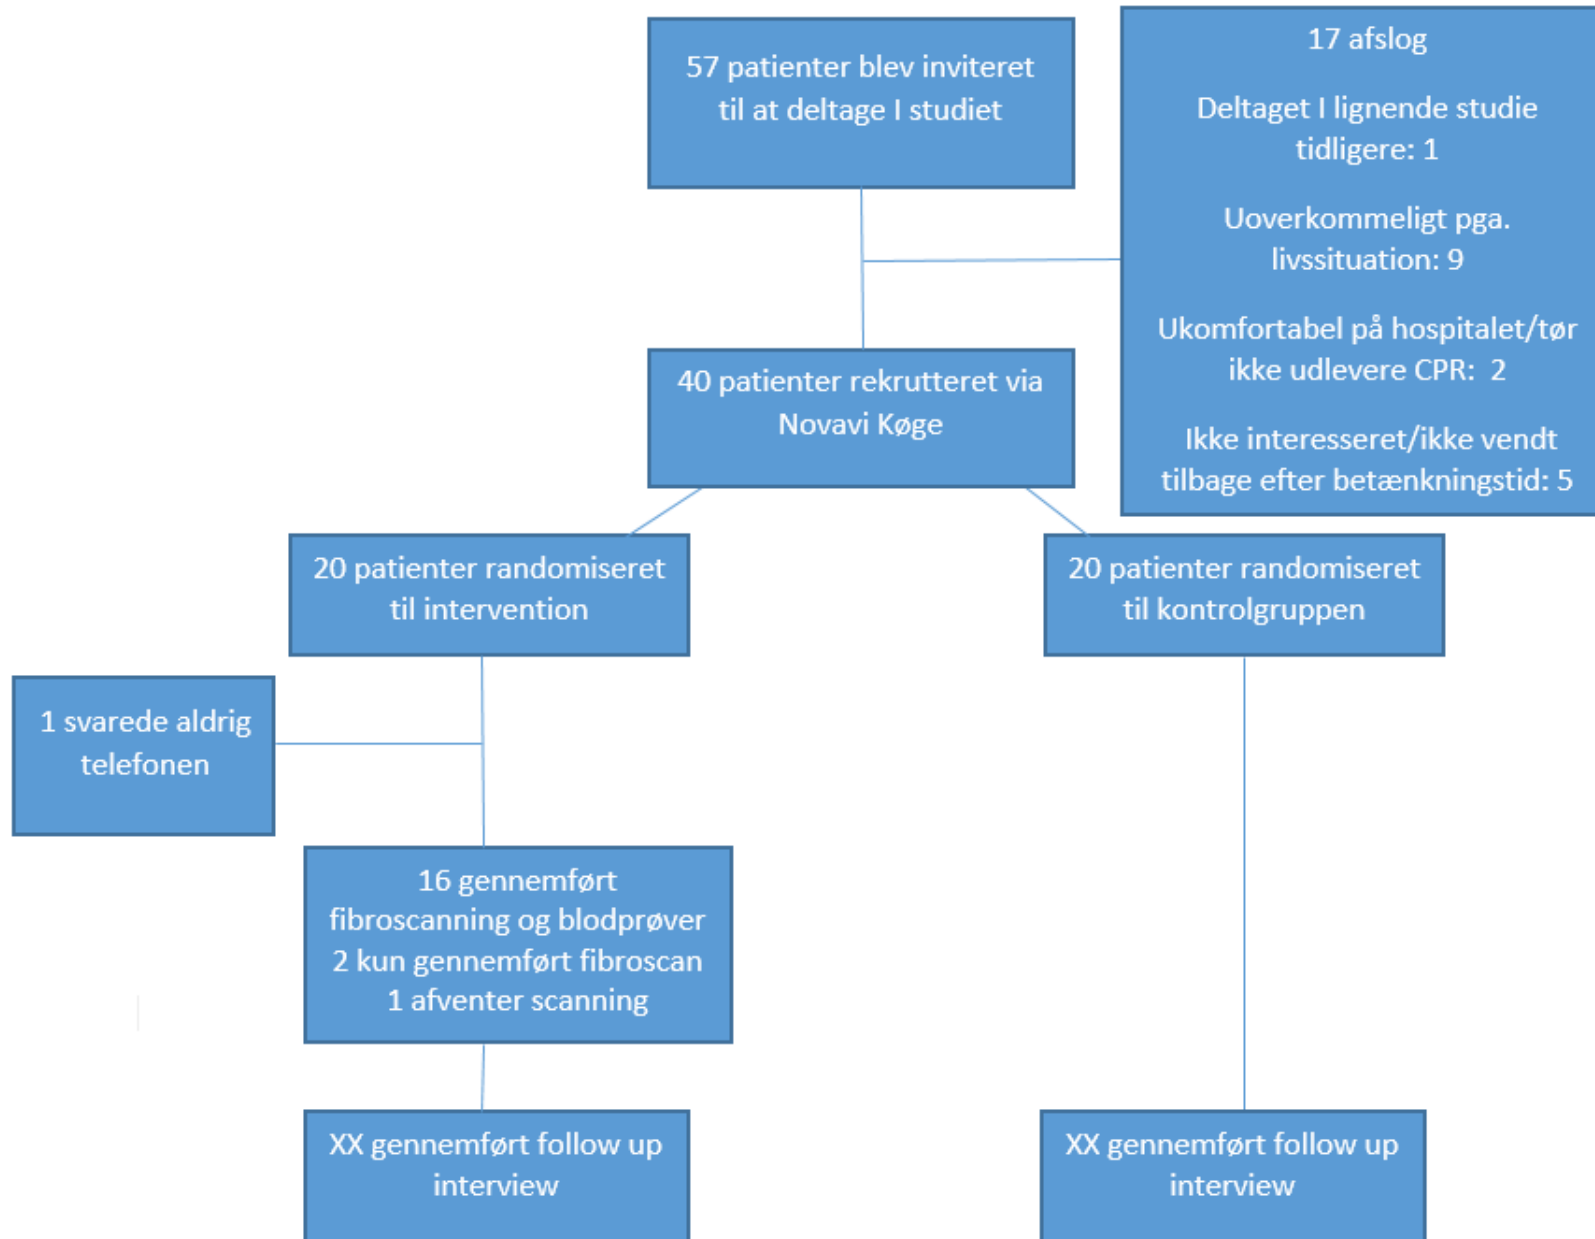 57 patienter blev inviteret
til at deltage I studiet
17 afslog
Deltaget I lignende studie
tidligere: 1
Uoverkommeligt pga.
livssituation: 9
Ukomfortabel på hospitalet/tør
ikke udlevere CPR:  2
Ikke interesseret/ikke vendt
tilbage efter betænkningstid: 5
40 patienter rekrutteret via
Novavi Køge
20 patienter randomiseret
til intervention
20 patienter randomiseret
til kontrolgruppen
1 svarede aldrig
telefonen
16 gennemført
fibroscanning og blodprøver
2 kun gennemført fibroscan
1 afventer scanning
XX gennemført follow up
interview
XX gennemført follow up
interview